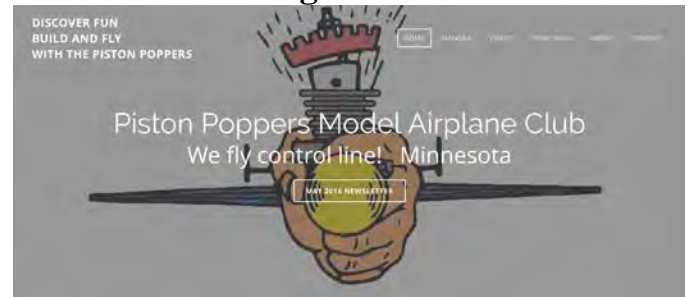 DISCOVER FUN
BUILD AND FLY
WITH THE PISTON POPPERS
HOME
Piston Poppers Model Airplane Club
We fly control line! Minnesota
MAY 2016 NEWSLETTER